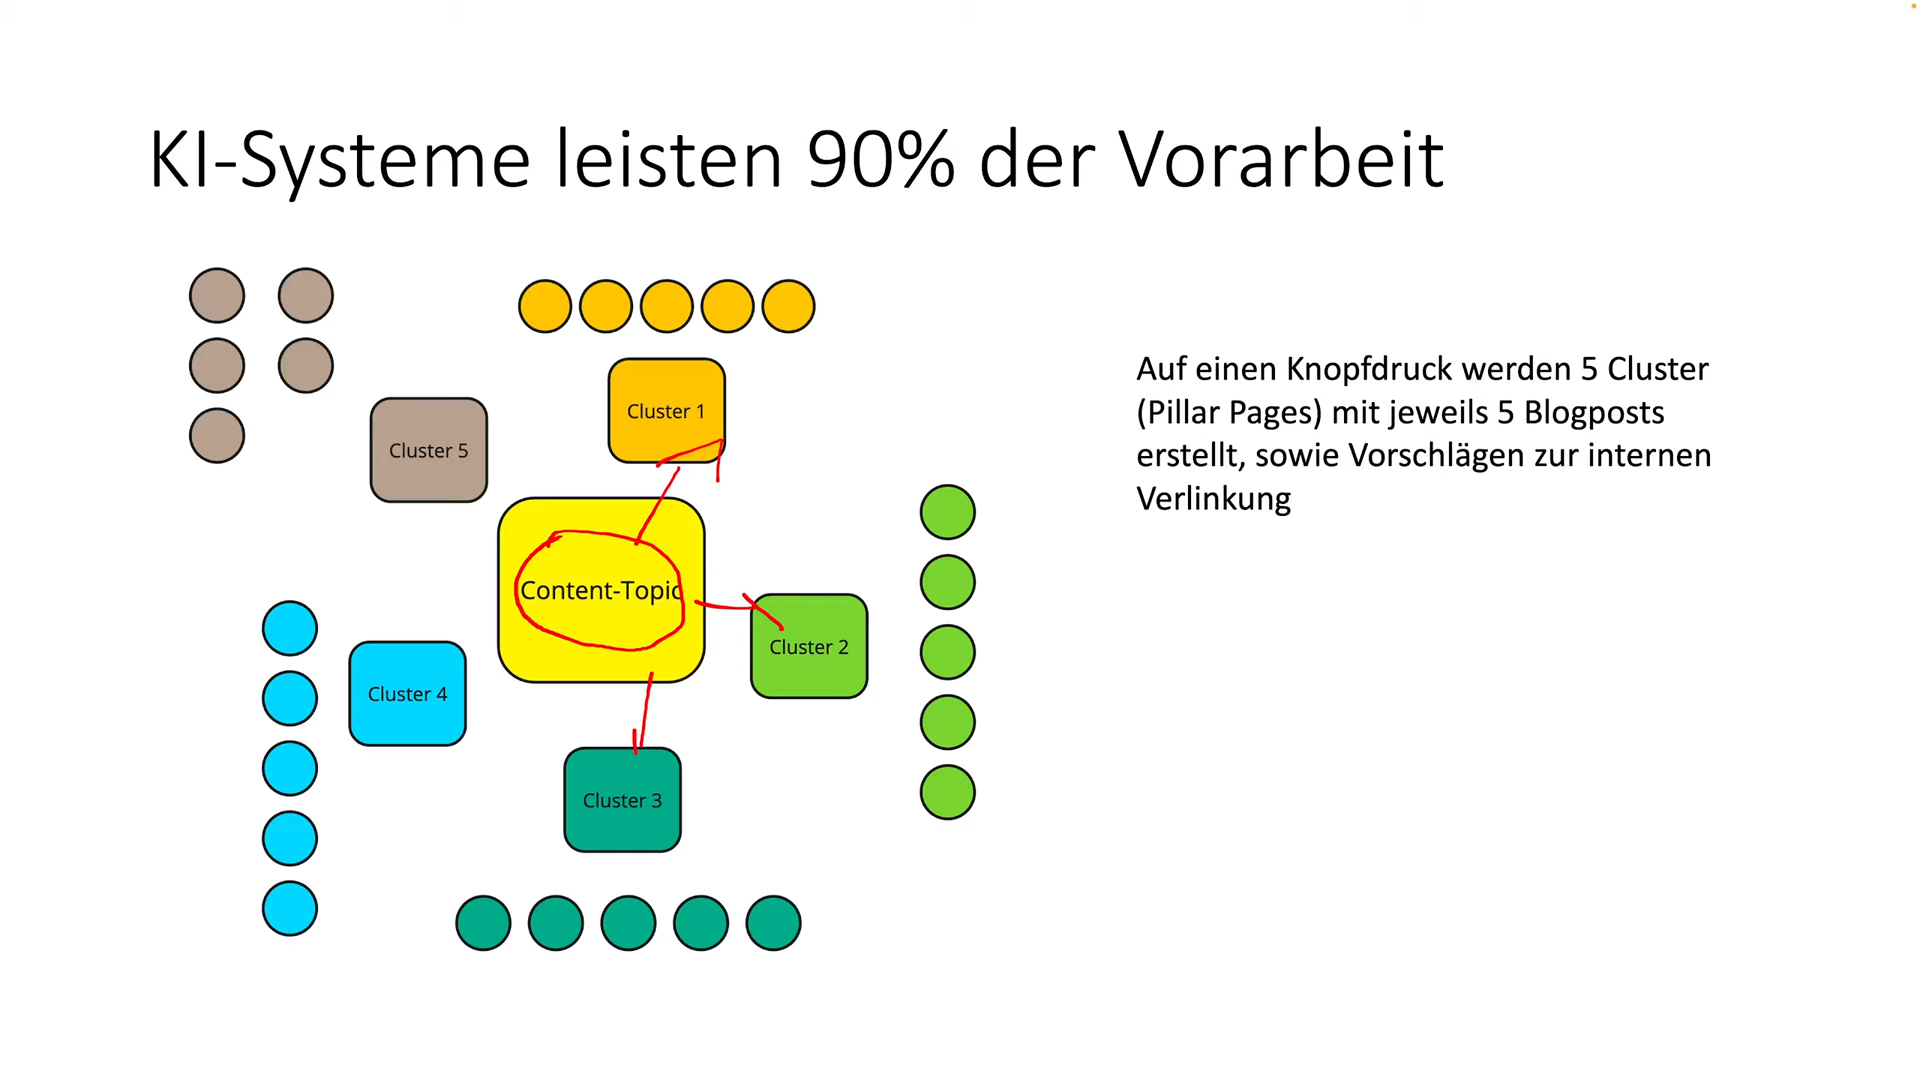 KI-Systeme leisten 90% der Vorarbeit
Cluster 1
Cluster 5
Auf einen Knopfdruck werden 5 Cluster
(Pillar Pages) mit jeweils 5 Blogposts
erstellt, sowie Vorschlägen zur internen
Verlinkung
Content-Topic
Cluster 2
Cluster 4
Cluster 3